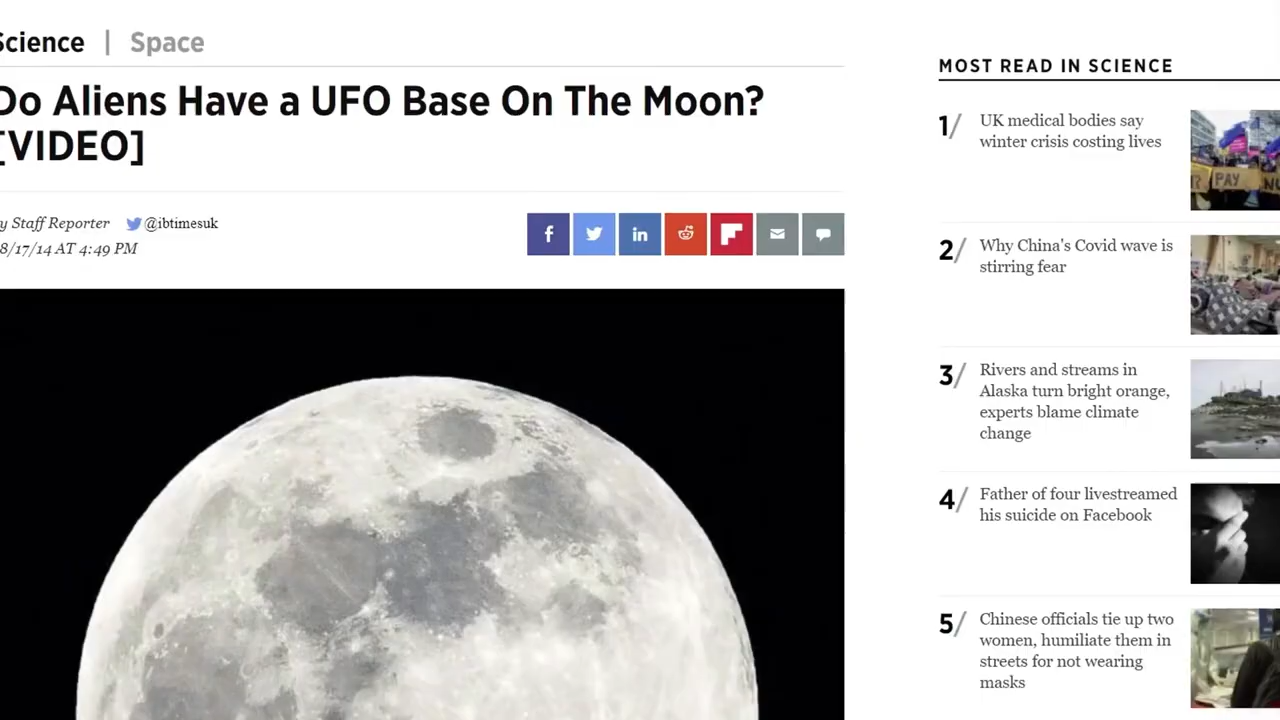 Science | Space
Do Aliens Have a UFO Base On The Moon?
[VIDEO]
y Staff Reporter @ibtimesuk
8/17/14 AT 4:49 PM
MOST READ IN SCIENCE
1/ UK medical bodies say
winter crisis costing lives
2/ Why China's Covid wave is
stirring fear
3/ Rivers and streams in
Alaska turn bright orange,
experts blame climate
change
4/ Father of four livestreamed
his suicide on Facebook
5/ Chinese officials tie up two
women, humiliate them in
streets for not wearing
masks
PAY